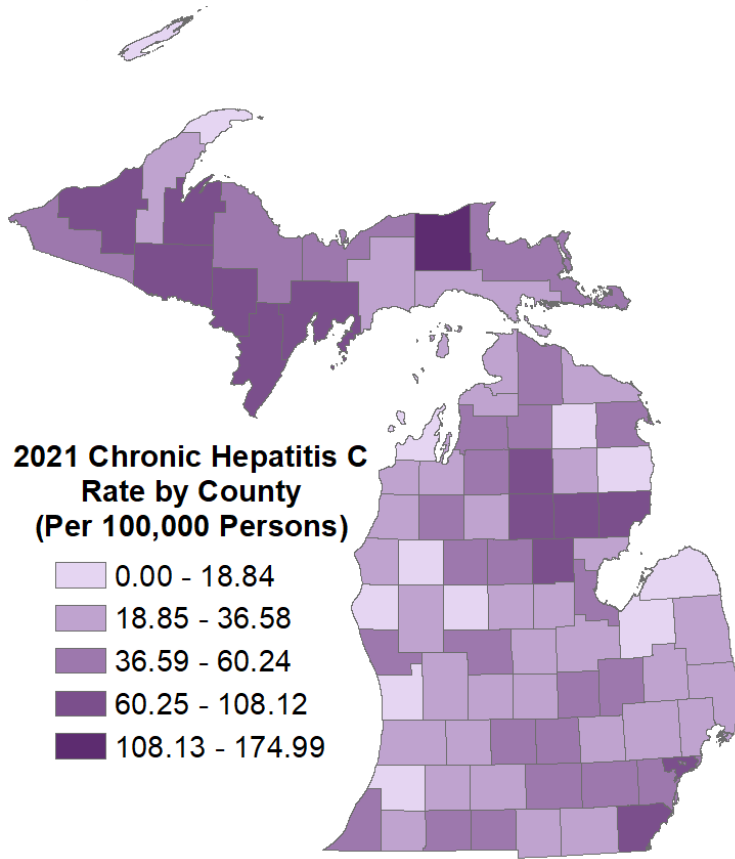 2021 Chronic Hepatitis C
Rate by County
(Per 100,000 Persons)
0.00 - 18.84
18.85 - 36.58
36.59 - 60.24
60.25 - 108.12
108.13 - 174.99